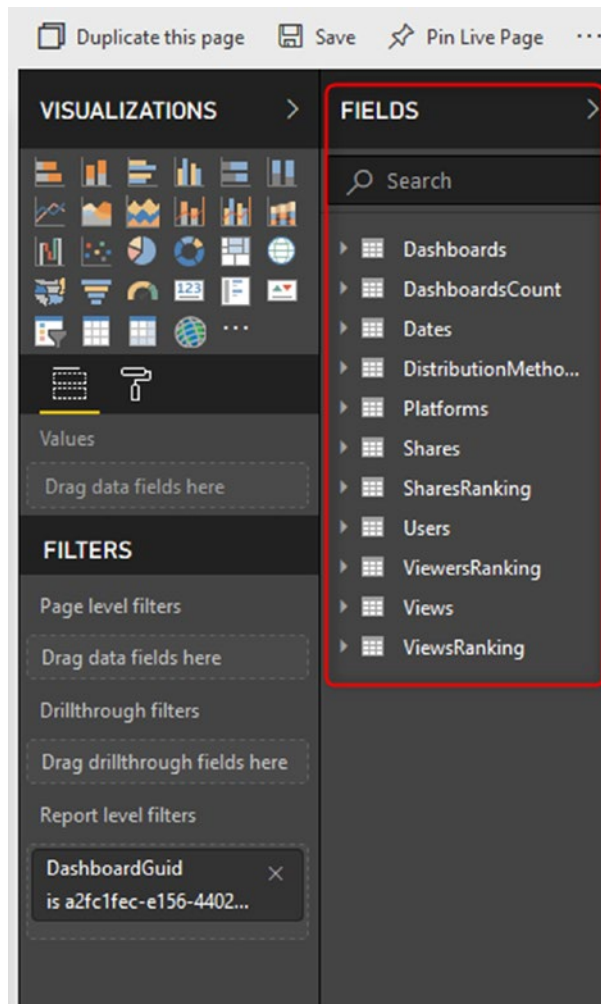 Duplicate this page Save Pin Live Page ...
VISUALIZATIONS
123
Values
Drag data fields here
FILTERS
Page level filters
Drag data fields here
Drillthrough filters
Drag drillthrough fields here
Report level filters
DashboardGuid
is a2fc1fec-e156-4402...
FIELDS
Search
Dashboards
DashboardsCount
Dates
DistributionMetho...
Platforms
Shares
SharesRanking
Users
ViewersRanking
Views
ViewsRanking